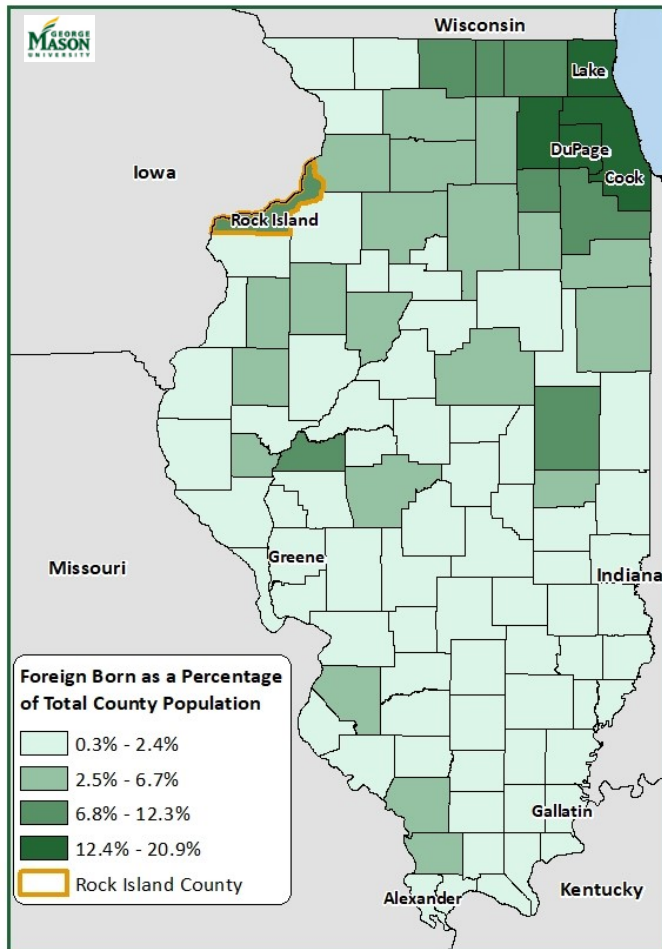 GEORGE
MASON
UNIVERSITY
Wisconsin
Lake
Iowa
DuPage
Cook
Rock Island
Missouri
Greene
Indiana
Foreign Born as a Percentage
of Total County Population
0.3% - 2.4%
2.5% - 6.7%
6.8% - 12.3%
12.4% - 20.9%
Rock Island County
Gallatin
Alexander
Kentucky